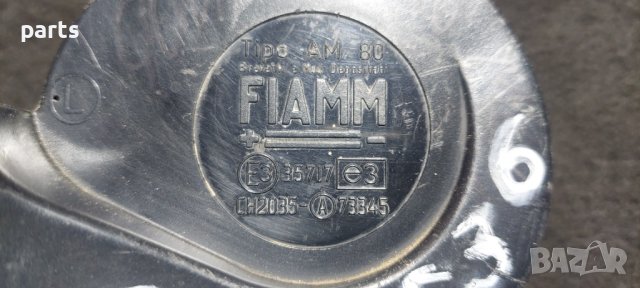 parts
L
Tipo AM 80
Brevetti e Mod. Depositati
FIAMM
+ -
E3 35717 e3
CH2035-A 73345
BAZAR